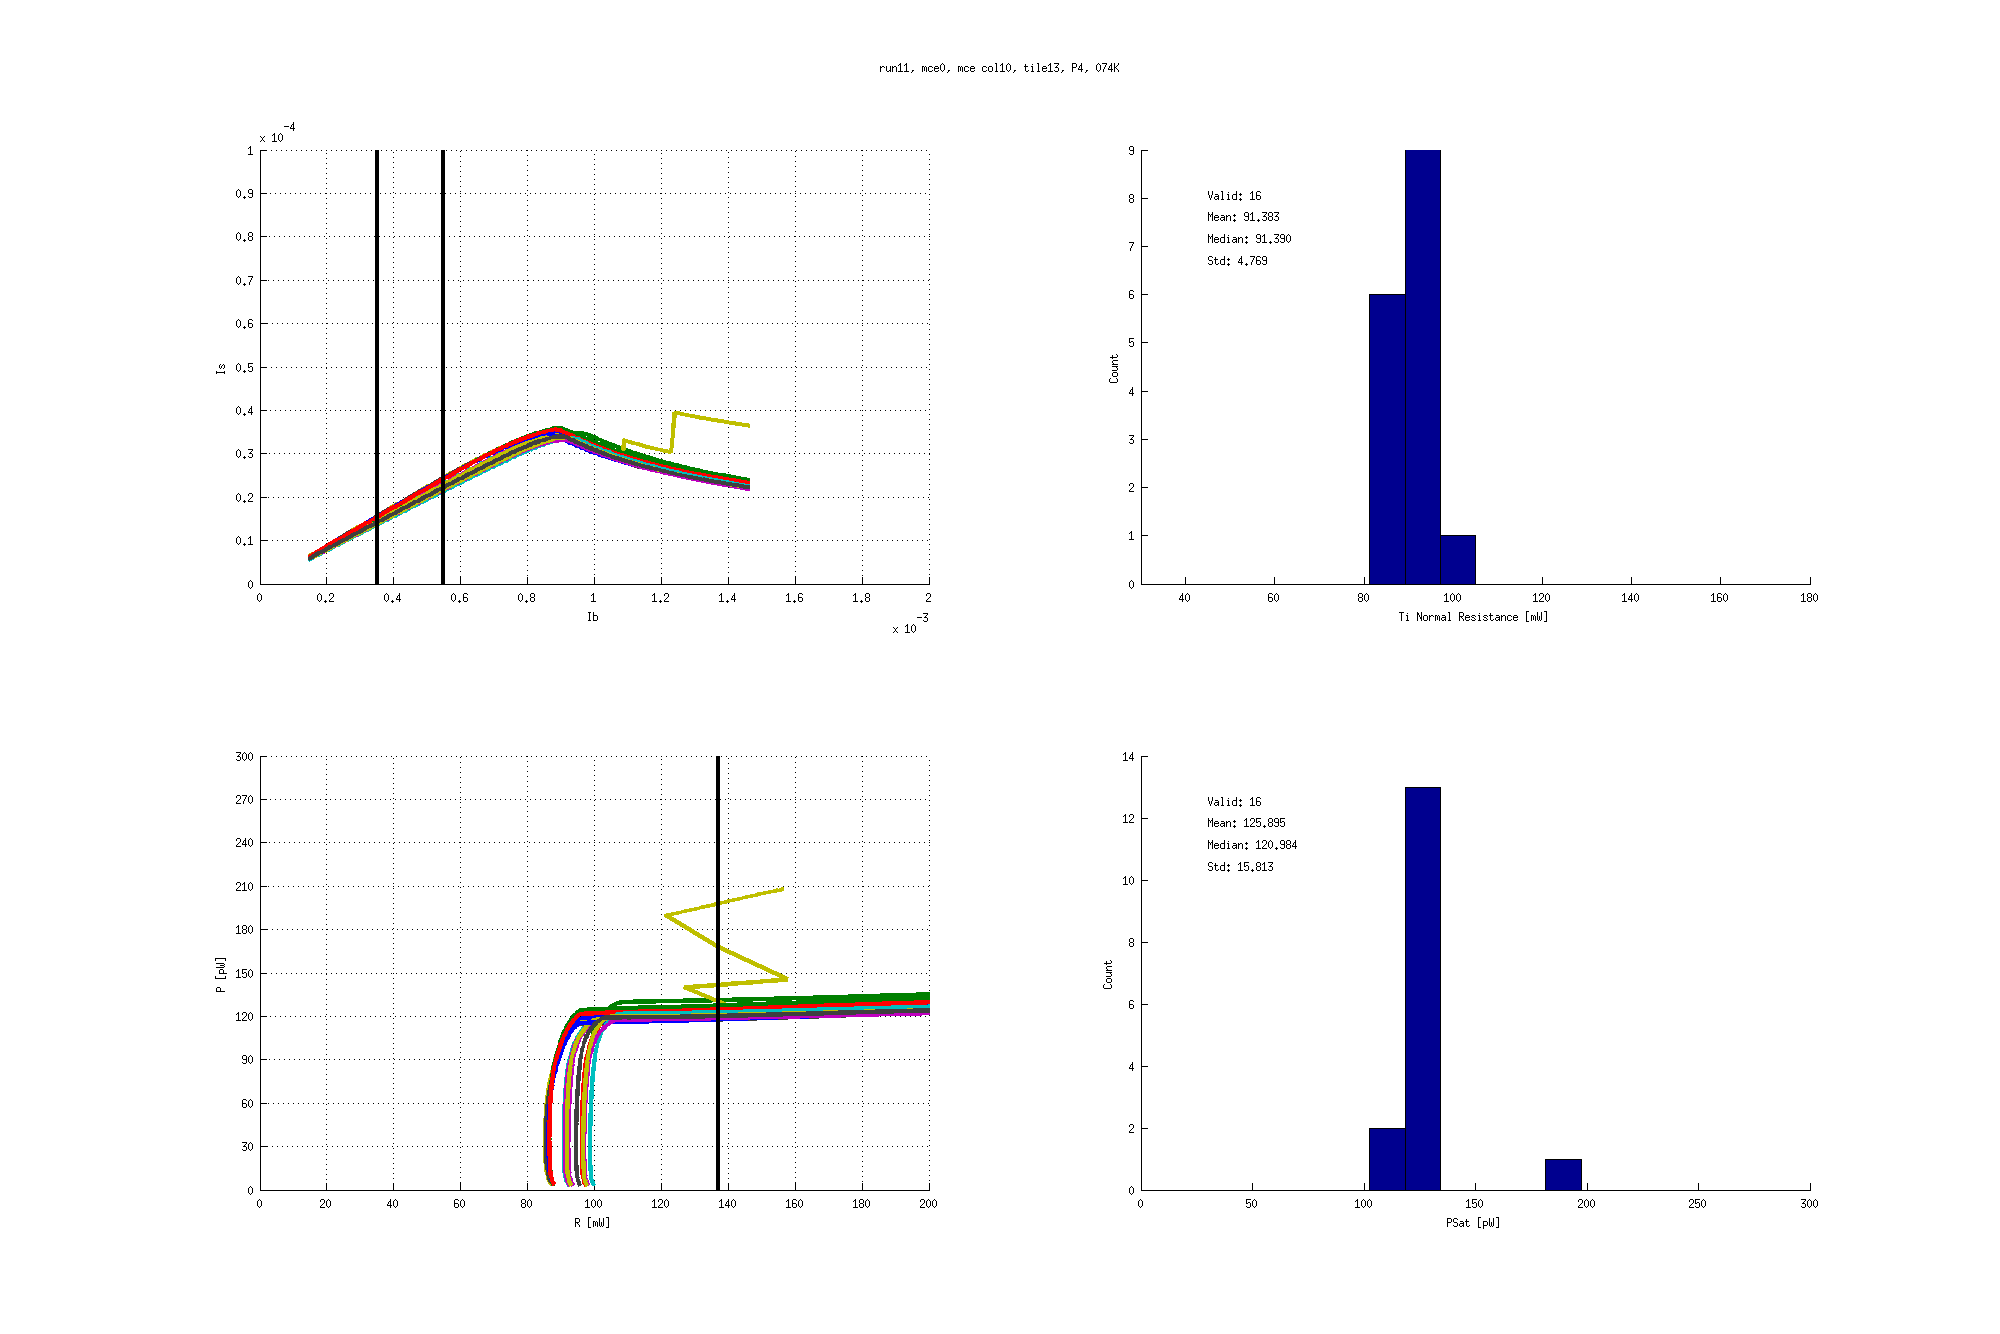 run11, mce0, mce col10, tile13, P4, 074K
x 10^-4
1
0.9
0.8
0.7
0.6
0.5
0.4
0.3
0.2
0.1
0
Is
0 0.2 0.4 0.6 0.8 1 1.2 1.4 1.6 1.8 2
Ib
x 10^-3
9
8
7
6
5
4
3
2
1
0
Count
Valid: 16
Mean: 91.383
Median: 91.390
Std: 4.769
40 60 80 100 120 140 160 180
Ti Normal Resistance [mW]
300
270
240
210
180
150
120
90
60
30
0
P [pW]
0 20 40 60 80 100 120 140 160 180 200
R [mW]
14
12
10
8
6
4
2
0
Count
Valid: 16
Mean: 125.895
Median: 120.984
Std: 15.813
0 50 100 150 200 250 300
PSat [pW]